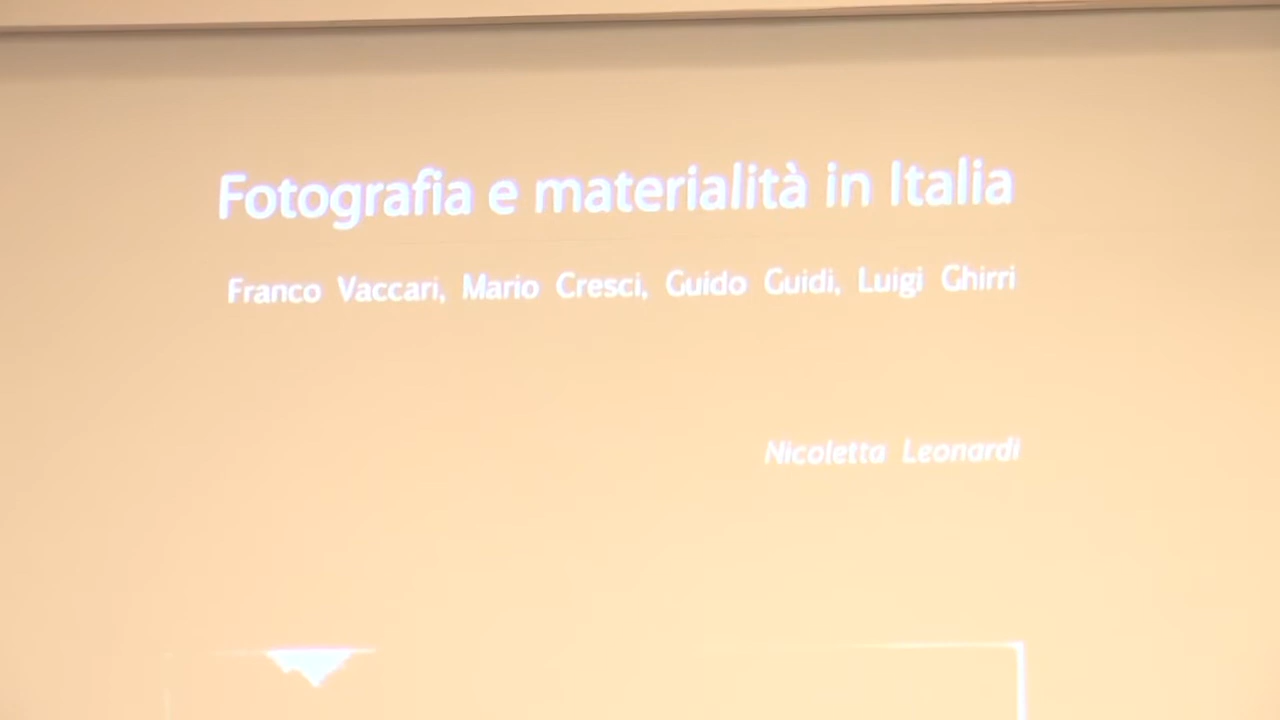 Fotografia e materialità in Italia
Franco Vaccari, Mario Cresci, Guido Guidi, Luigi Ghirri
Nicoletta Leonardi